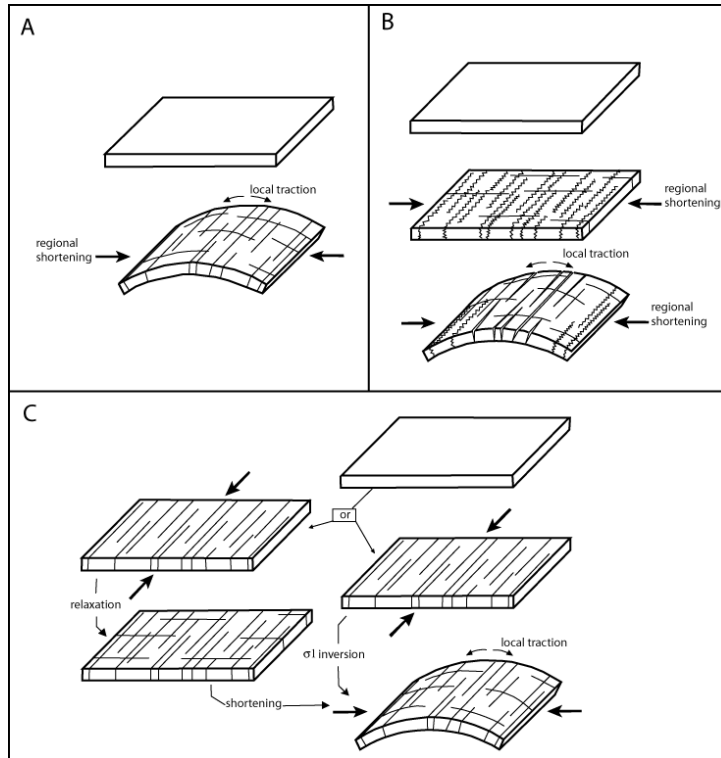 A
local traction
regional
shortening
B
regional
shortening
local traction
regional
shortening
C
or
relaxation
σ1 inversion
local traction
shortening